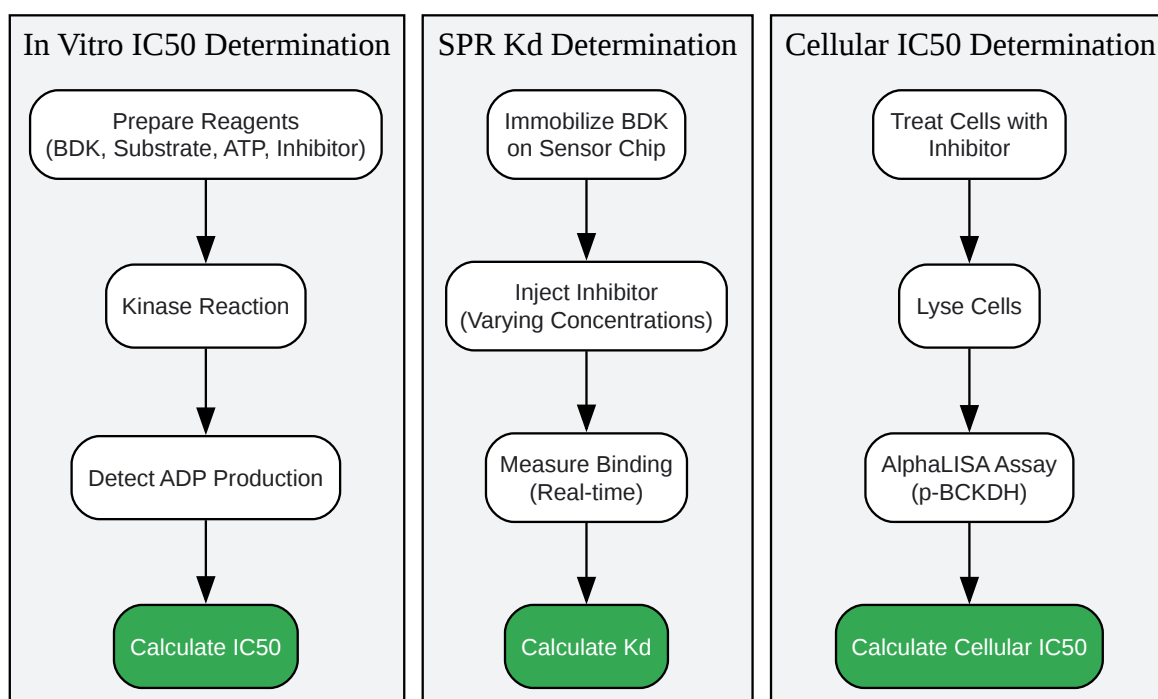 In Vitro IC50 Determination
Prepare Reagents
(BDK, Substrate, ATP, Inhibitor)
Kinase Reaction
Detect ADP Production
Calculate IC50
SPR Kd Determination
Immobilize BDK
on Sensor Chip
Inject Inhibitor
(Varying Concentrations)
Measure Binding
(Real-time)
Calculate Kd
Cellular IC50 Determination
Treat Cells with
Inhibitor
Lyse Cells
AlphaLISA Assay
(p-BCKDH)
Calculate Cellular IC50